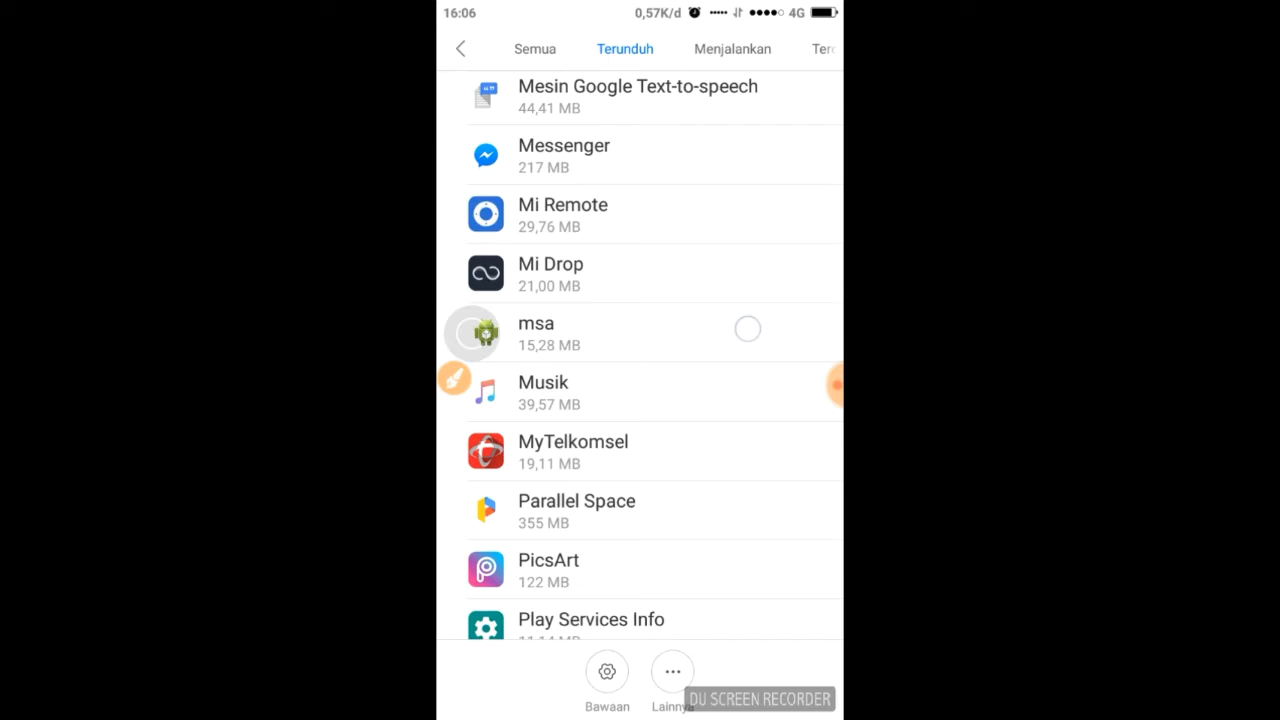 16:06 0,57K/d 4G
Semua Terunduh Menjalankan
Mesin Google Text-to-speech
44,41 MB
Messenger
217 MB
Mi Remote
29,76 MB
Mi Drop
21,00 MB
msa
15,28 MB
Musik
39,57 MB
MyTelkomsel
19,11 MB
Parallel Space
355 MB
PicsArt
122 MB
Play Services Info
Bawaan
DU SCREEN RECORDER